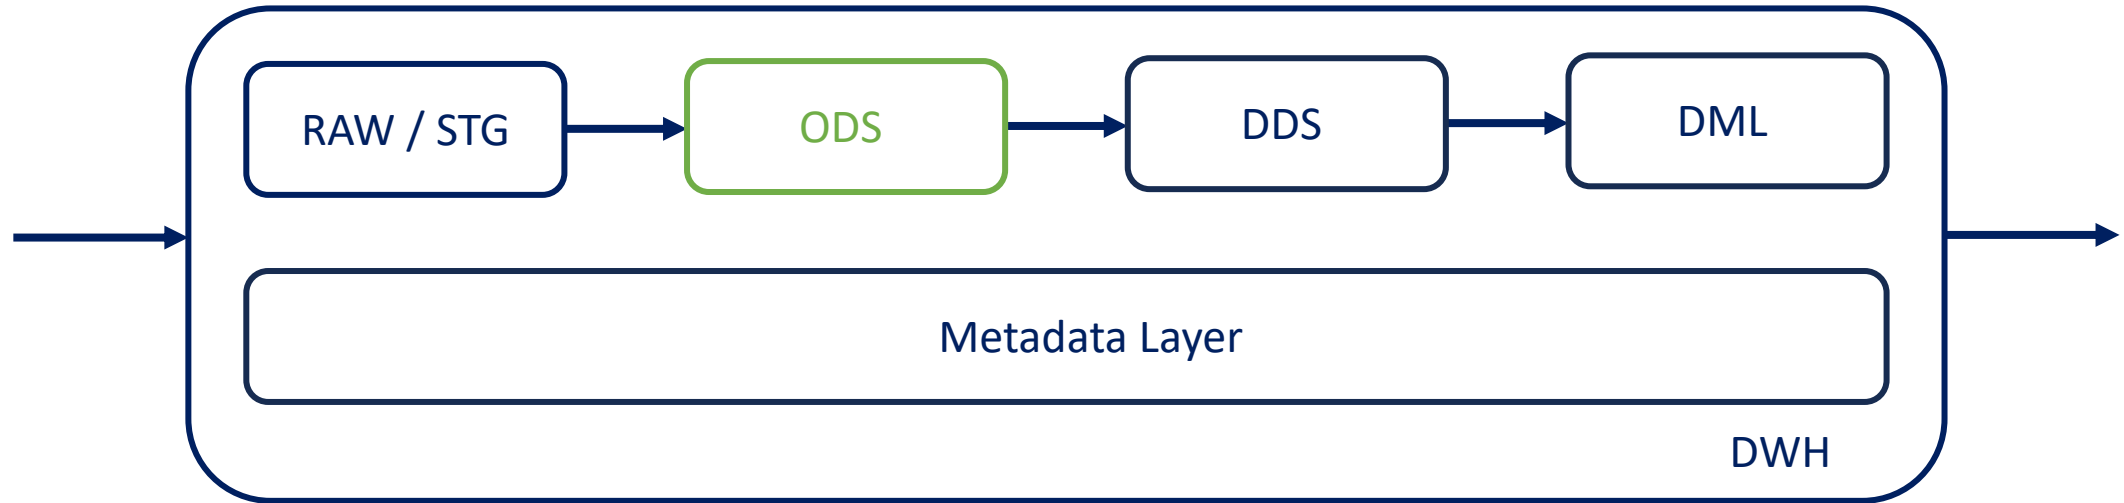 RAW / STG
ODS
DDS
DML
Metadata Layer
DWH